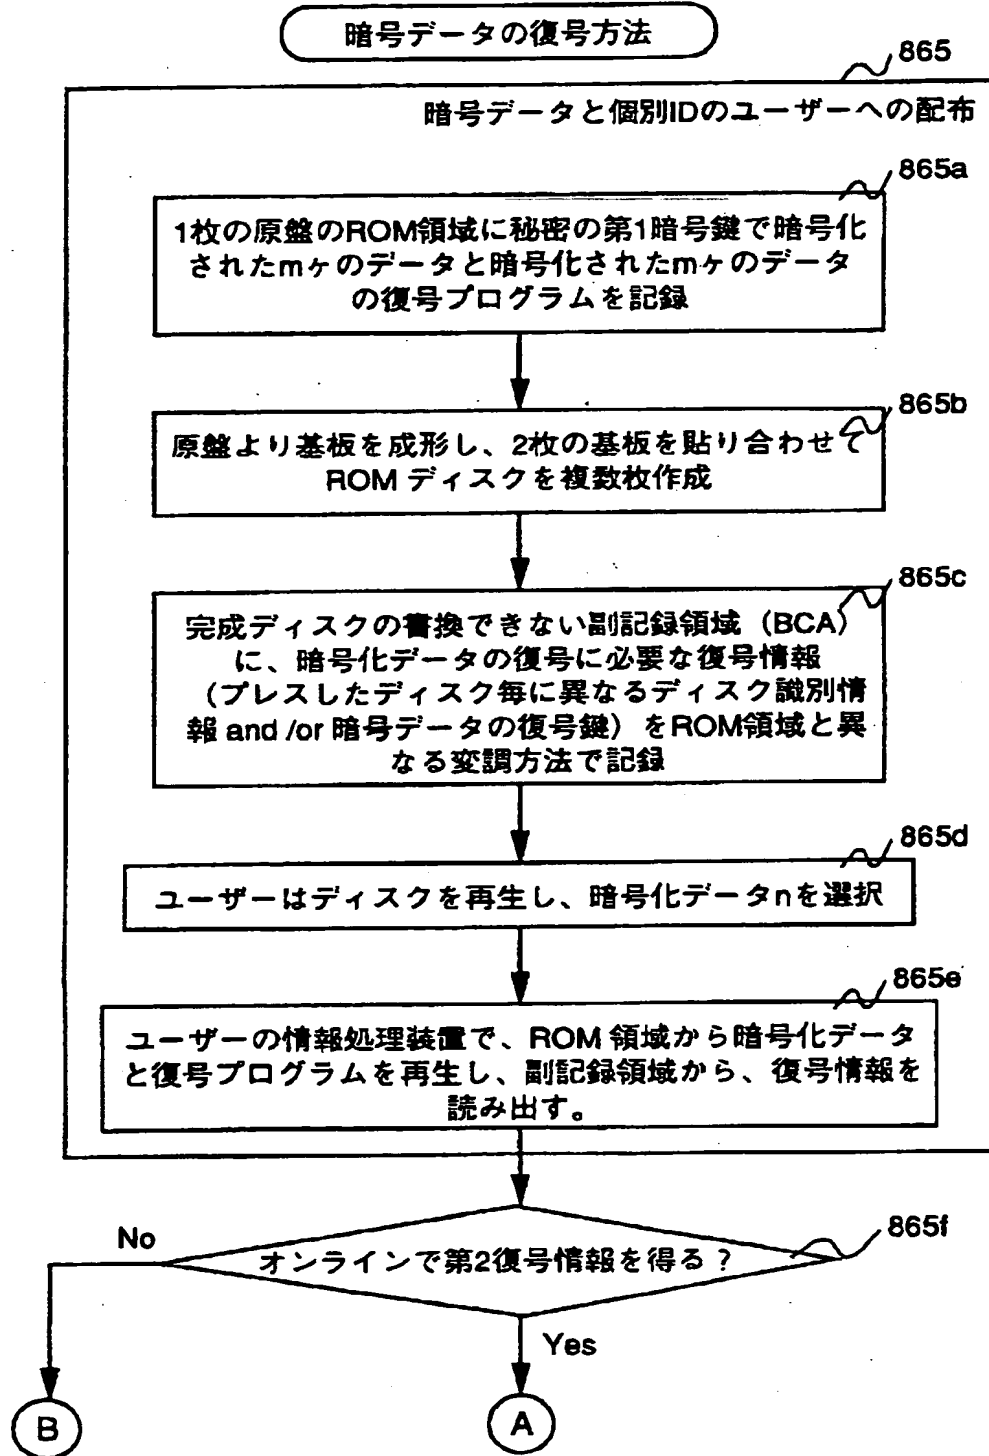 暗号データの復号方法
865
暗号データと個別IDのユーザーへの配布
865a
1枚の原盤のROM領域に秘密の第1暗号鍵で暗号化
されたmヶのデータと暗号化されたmヶのデータ
の復号プログラムを記録
865b
原盤より基板を成形し、2枚の基板を貼り合わせて
ROM ディスクを複数枚作成
865c
完成ディスクの書換できない副記録領域（BCA）
に、暗号化データの復号に必要な復号情報
（プレスしたディスク毎に異なるディスク識別情
報 and /or 暗号データの復号鍵）をROM領域と異
なる変調方法で記録
865d
ユーザーはディスクを再生し、暗号化データnを選択
865e
ユーザーの情報処理装置で、ROM 領域から暗号化データ
と復号プログラムを再生し、副記録領域から、復号情報を
読み出す。
865f
オンラインで第2復号情報を得る？
No
Yes
B
A